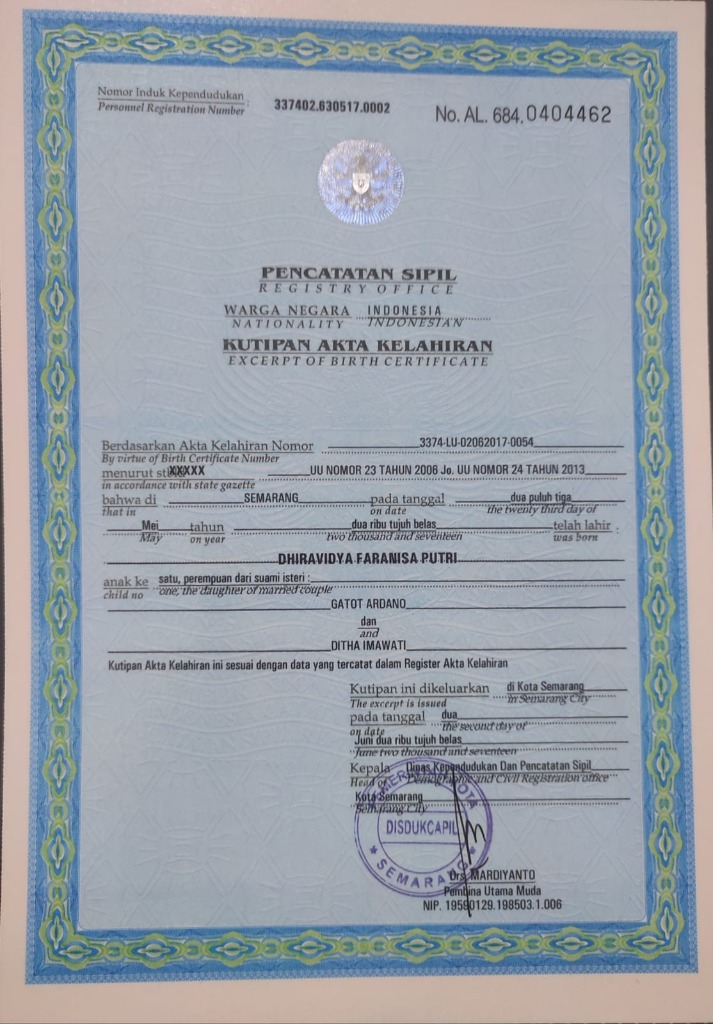 Nomor Induk Kependudukan
Personnel Registration Number
337402.630517.0002
No. AL. 684.0404462
PENCATATAN SIPIL
REGISTRY OFFICE
WARGA NEGARA INDONESIA
NATIONALITY INDONESIAN
KUTIPAN AKTA KELAHIRAN
EXCERPT OF BIRTH CERTIFICATE
Berdasarkan Akta Kelahiran Nomor 3374-LU-02062017-0054
By virtue of Birth Certificate Number
menurut XXXXX UU NOMOR 23 TAHUN 2006 Jo. UU NOMOR 24 TAHUN 2013
in accordance with state gazette
bahwa di SEMARANG pada tanggal dua puluh tiga
that in on date the twenty third day of
Mei tahun dua ribu tujuh belas telah lahir :
May on year two thousand and seventeen was born
DHIRAVIDYA FARANISA PUTRI
anak ke satu, perempuan dari suami isteri :
child no one, the daughter of married couple
GATOT ARDANO
dan
and
DITHA IMAWATI
Kutipan Akta Kelahiran ini sesuai dengan data yang tercatat dalam Register Akta Kelahiran
Kutipan ini dikeluarkan di Kota Semarang
The excerpt is issued in Semarang City
pada tanggal dua
on date the second day of
Juni dua ribu tujuh belas
June two thousand and seventeen
Kepala Dinas Kependudukan Dan Pencatatan Sipil
Head of Demographic and Civil Registration office
Kota Semarang
Semarang City
DISDUKCAPIL
SEMARANG
Drs. MARDIYANTO
Pembina Utama Muda
NIP. 19590129.198503.1.006